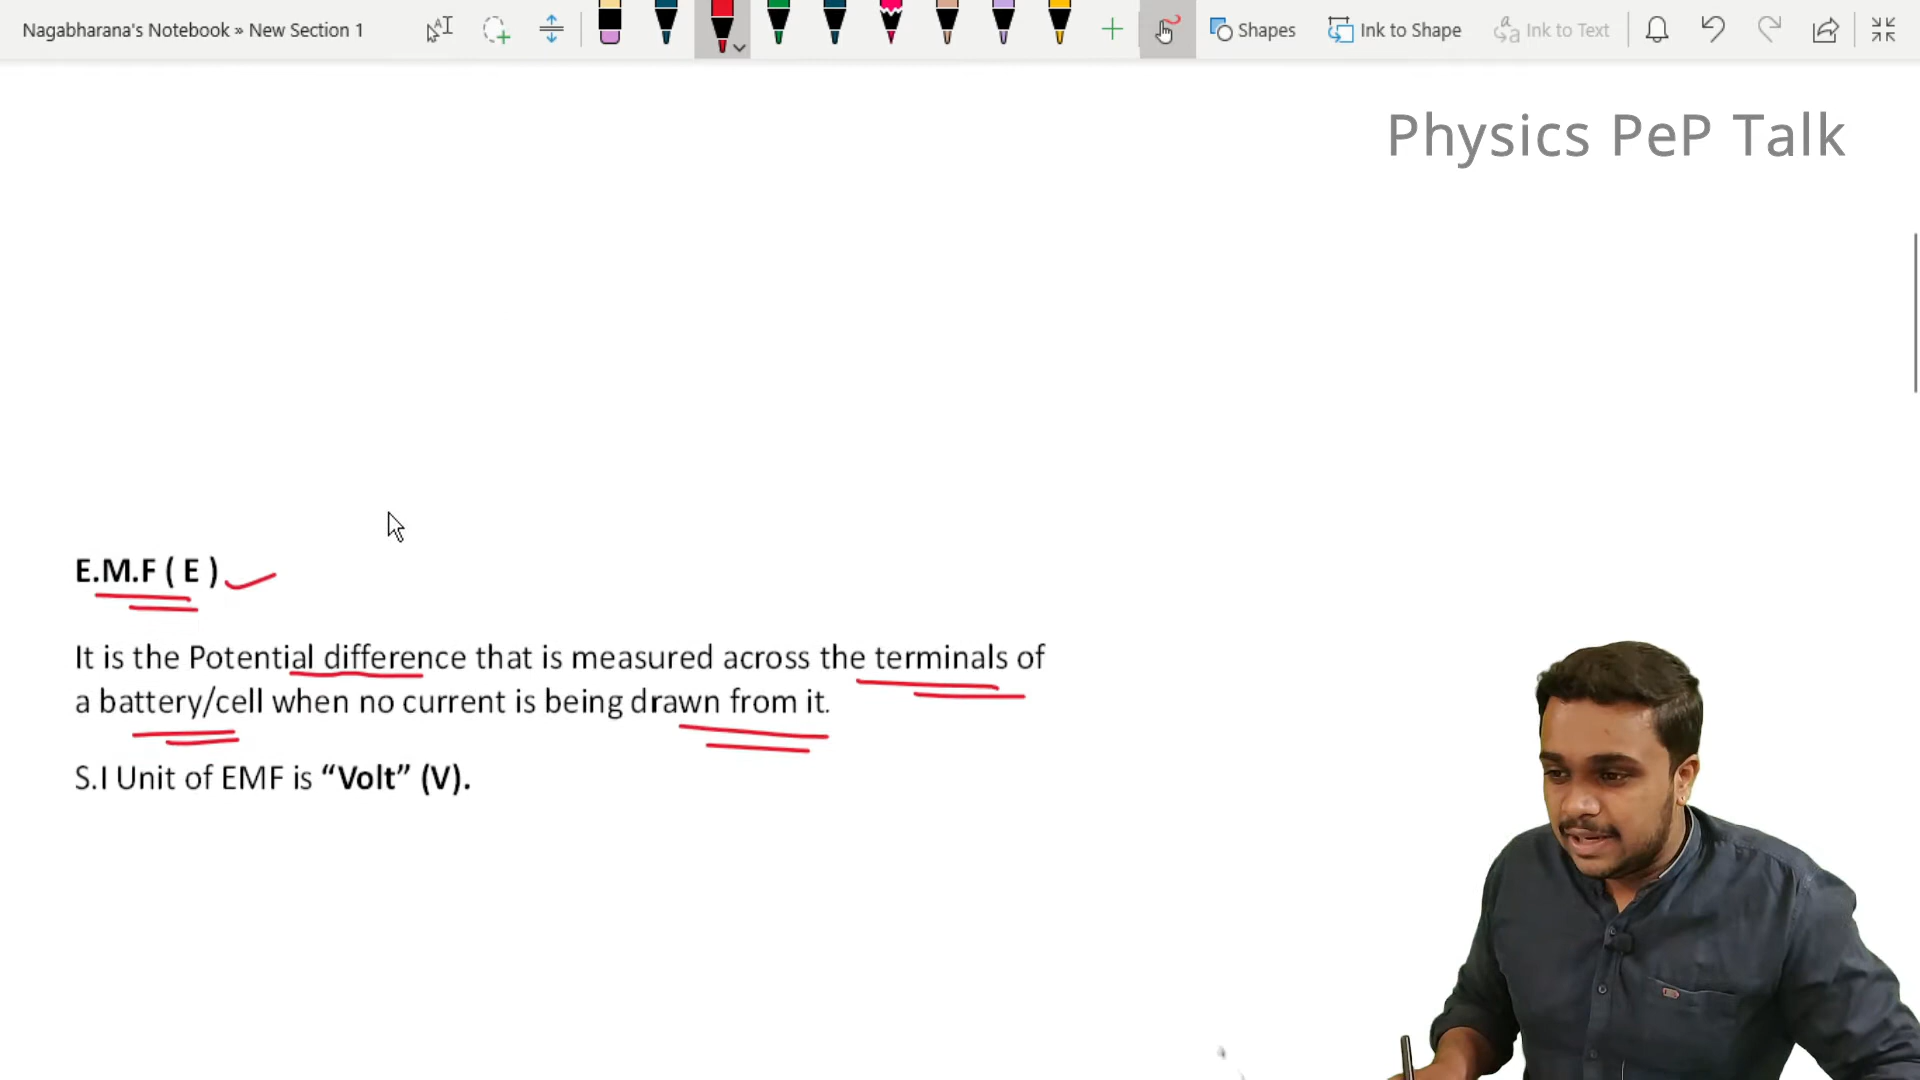 Nagabharana's Notebook » New Section 1
Shapes
Ink to Shape
Ink to Text
Physics PeP Talk
E.M.F ( E )
It is the Potential difference that is measured across the terminals of
a battery/cell when no current is being drawn from it.
S.I Unit of EMF is “Volt” (V).